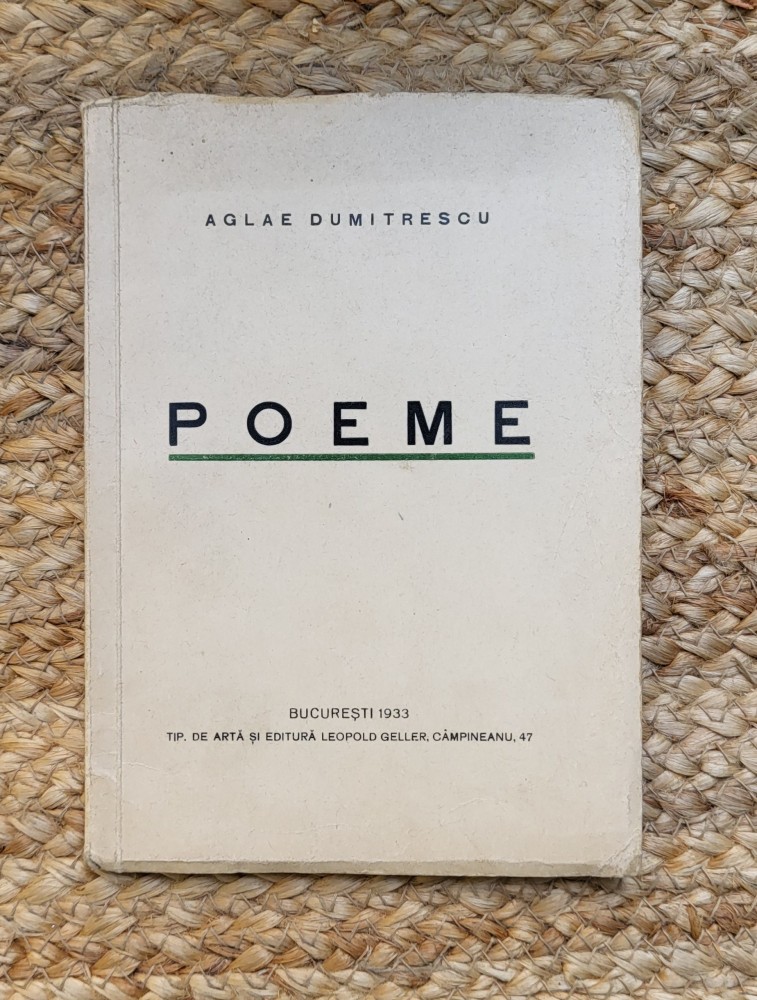 AGLAE DUMITRESCU
POEME
BUCUREȘTI 1933
TIP. DE ARTĂ ȘI EDITURĂ LEOPOLD GELLER, CÂMPINEANU, 47